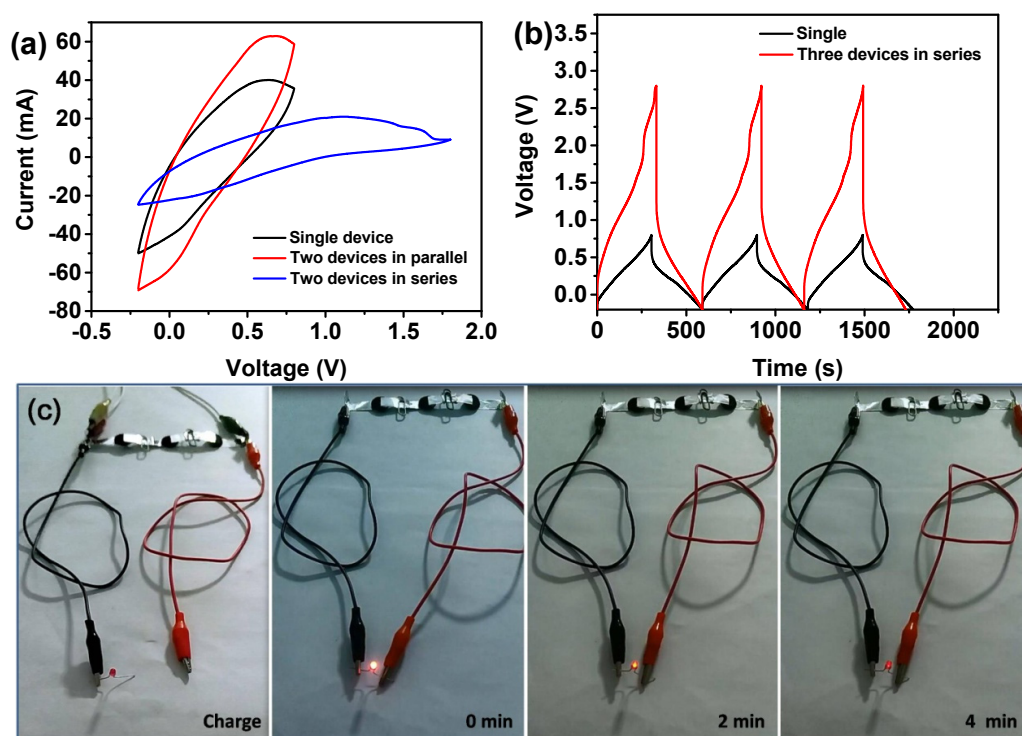 (a)
60
40
20
0
-20
-40
-60
-80
-0.5
0.0
0.5
1.0
1.5
2.0
Current (mA)
Voltage (V)
Single device
Two devices in parallel
Two devices in series
(b)
3.5
3.0
2.5
2.0
1.5
1.0
0.5
0.0
0
500
1000
1500
2000
Voltage (V)
Time (s)
Single
Three devices in series
(c)
Charge
0 min
2 min
4 min